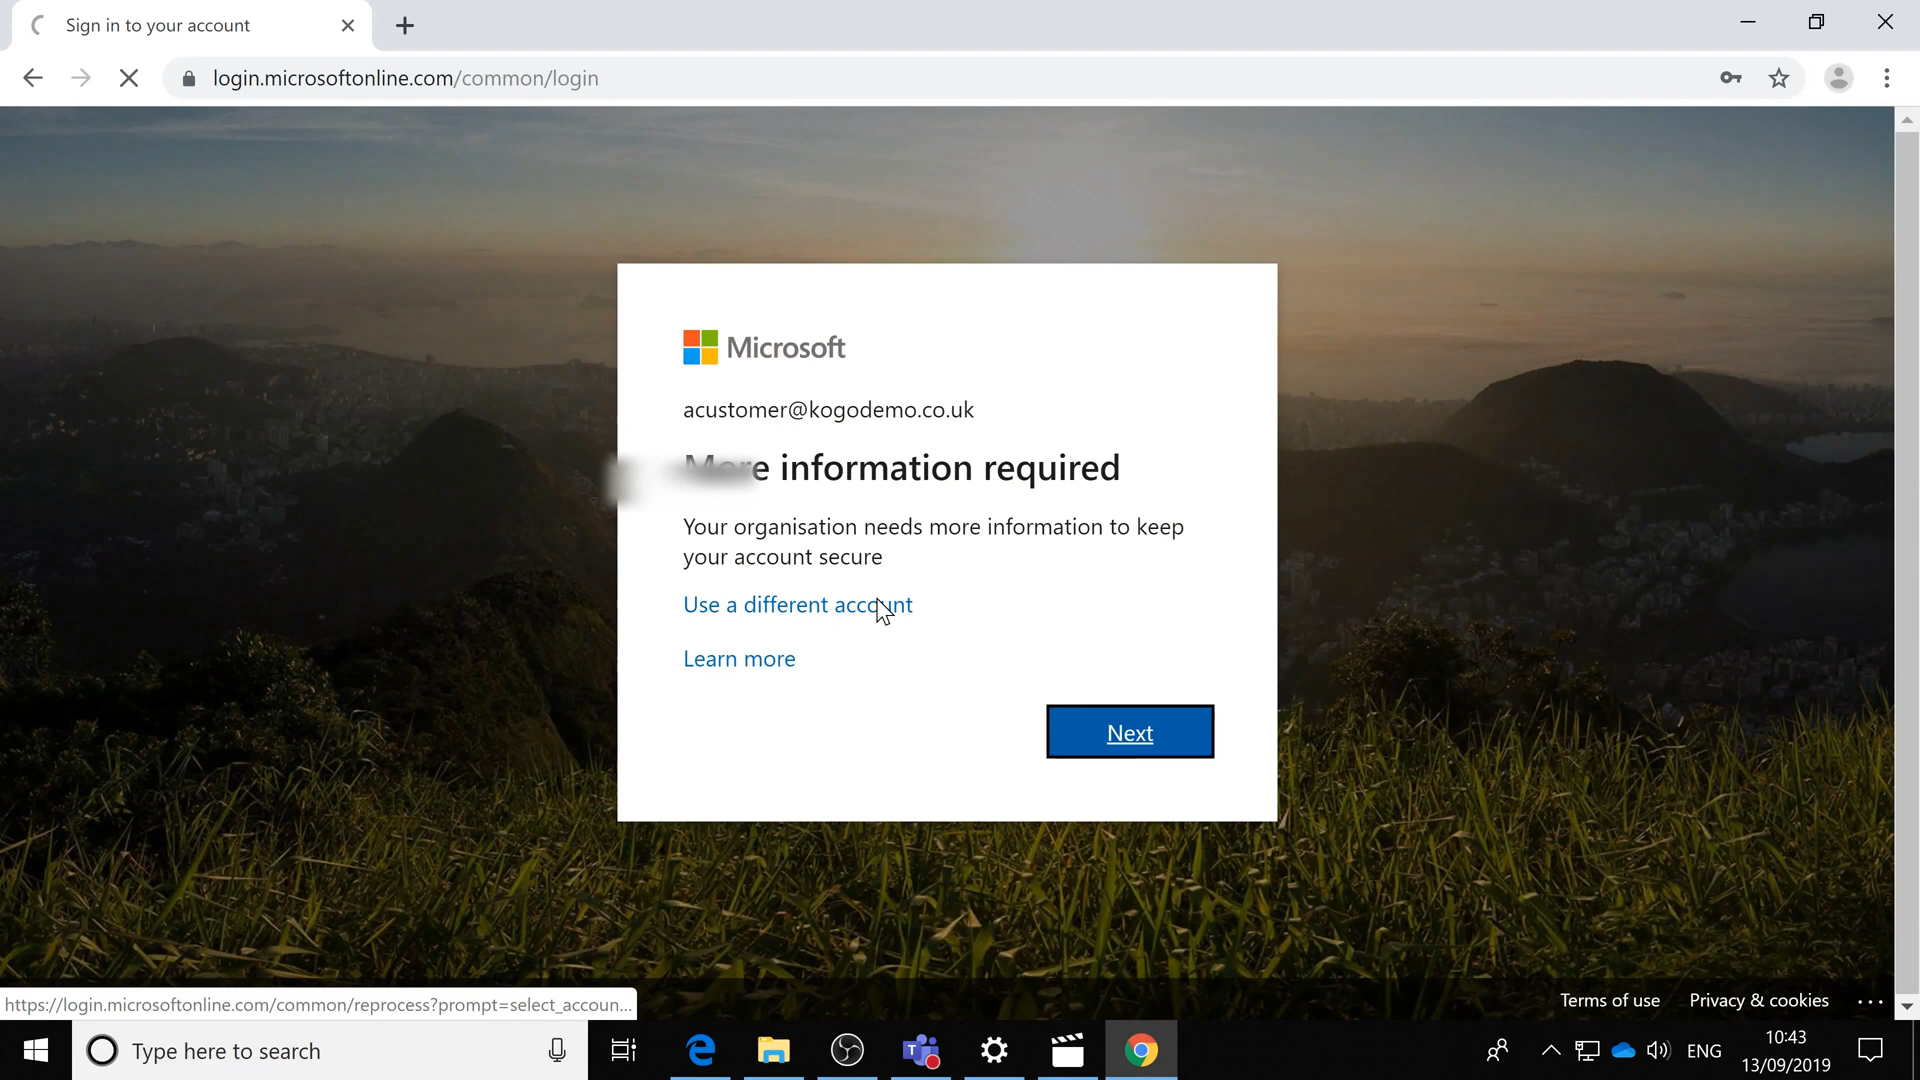 Sign in to your account
login.microsoftonline.com/common/login
Microsoft
acustomer@kogodemo.co.uk
More information required
Your organisation needs more information to keep
your account secure
Use a different account
Learn more
Next
https://login.microsoftonline.com/common/reprocess?prompt=select_accoun...
Terms of use
Privacy & cookies
Type here to search
T
ENG
10:43
13/09/2019